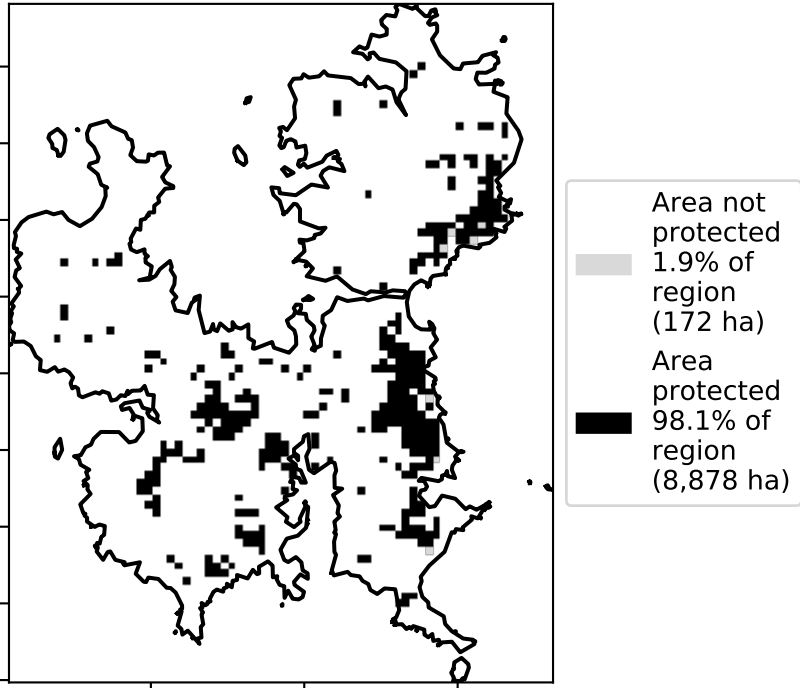 Area not
protected
1.9% of
region
(172 ha)
Area
protected
98.1% of
region
(8,878 ha)